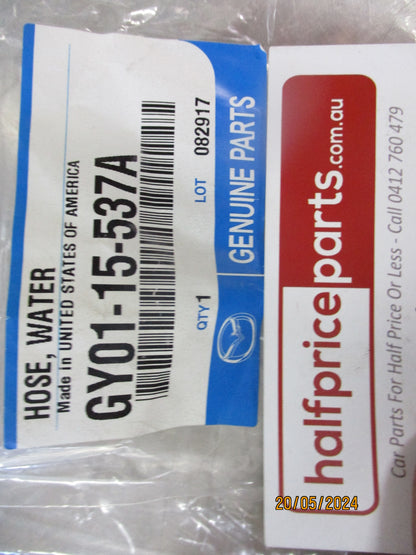 HOSE, WATER
Made in UNITED STATES OF AMERICA
GY01-15-537A
QTY 1
LOT 082917
GENUINE PARTS
halfpriceparts.com.au
Car Parts For Half Price Or Less - Call 0412 760 479
20/05/2024